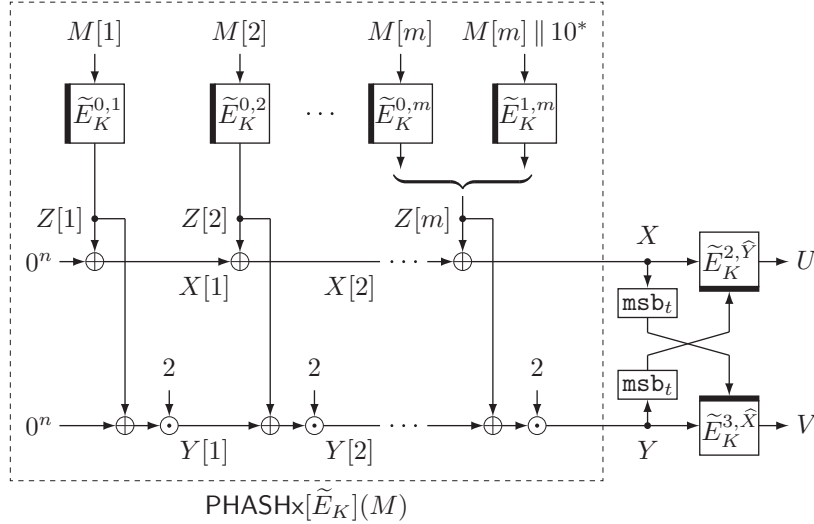 M[1] M[2] M[m] M[m] ∥ 10*
Ẽ_K^{0,1} Ẽ_K^{0,2} ··· Ẽ_K^{0,m} Ẽ_K^{1,m}
Z[1] Z[2] Z[m] X
0^n ··· Ẽ_K^{2,Ŷ} U
X[1] X[2] msb_t
2 2 2 msb_t
0^n ··· Ẽ_K^{3,X̂} V
Y[1] Y[2] Y
PHASHx[Ẽ_K](M)